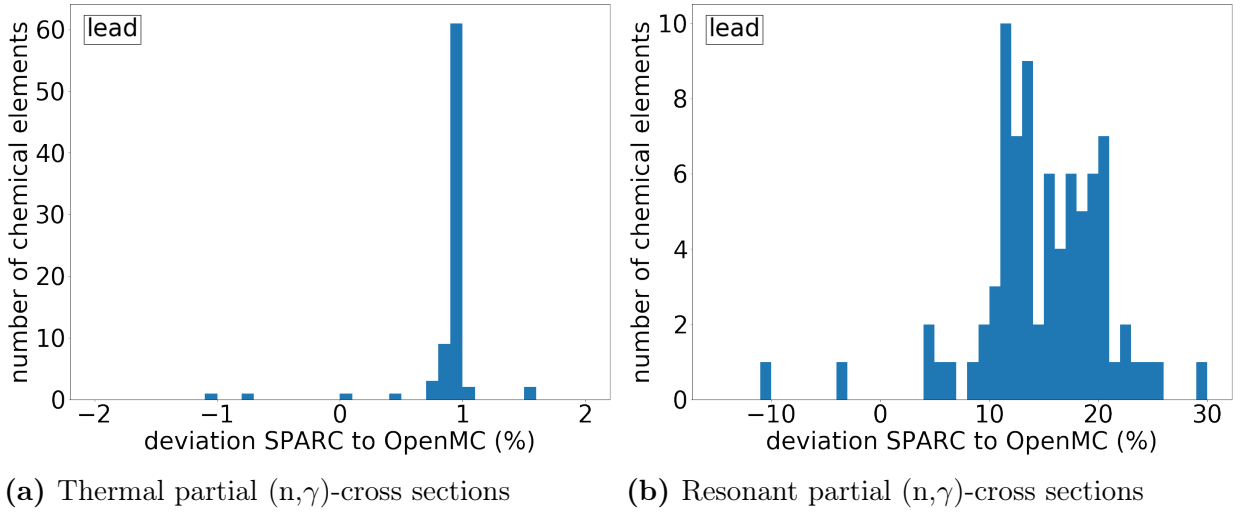 lead
number of chemical elements
60
50
40
30
20
10
0
−2 −1 0 1 2
deviation SPARC to OpenMC (%)
(a) Thermal partial (n,γ)-cross sections
lead
number of chemical elements
10
8
6
4
2
0
−10 0 10 20 30
deviation SPARC to OpenMC (%)
(b) Resonant partial (n,γ)-cross sections